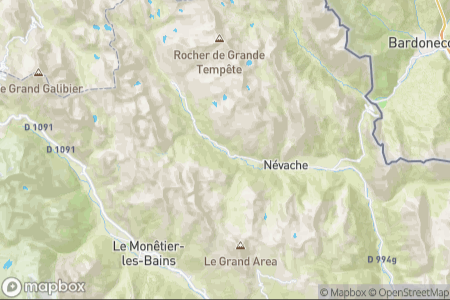 Rocher de Grande
Tempête
Bardonecc
e Grand Galibier
D 1091
D 1091
Névache
Le Monêtier-
les-Bains
Le Grand Area
D 994g
mapbox
© Mapbox © OpenStreetMap